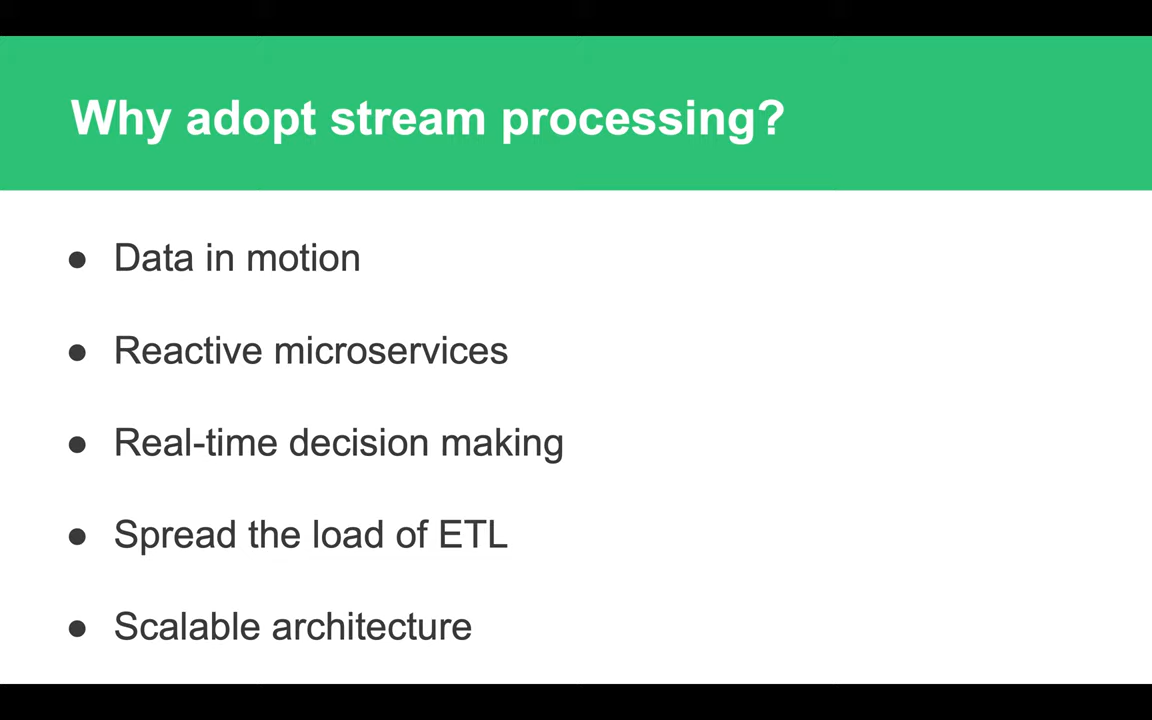 Why adopt stream processing?
● Data in motion
● Reactive microservices
● Real-time decision making
● Spread the load of ETL
● Scalable architecture